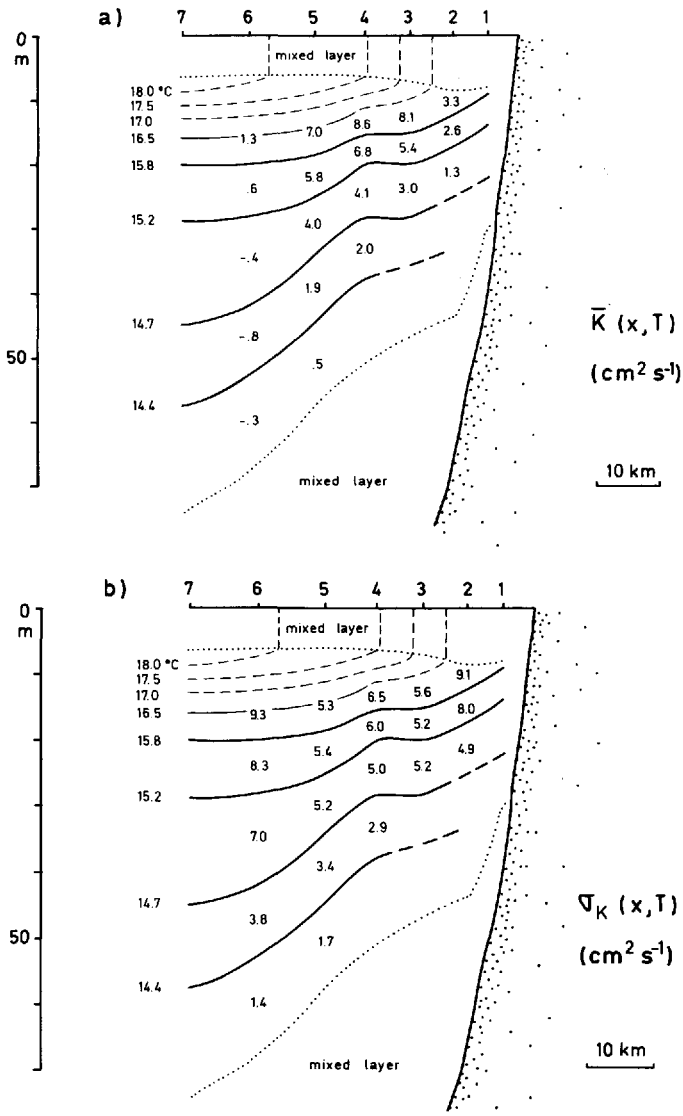 a)
7 6 5 4 3 2 1
0
m
mixed layer
18.0 °C
17.5
17.0 8.1 3.3
16.5 1.3 7.0 8.6 2.6
15.8 6.8 5.4 1.3
.6 5.8 4.1 3.0
15.2 4.0
-.4 2.0
1.9
14.7 -.8
50 .5
14.4 -.3
K̅ (x,T)
(cm² s⁻¹)
10 km
mixed layer
b)
7 6 5 4 3 2 1
0
m
mixed layer
18.0 °C 9.1
17.5
17.0 6.5 5.6
16.5 9.3 5.3 8.0
15.8 6.0 5.2
8.3 5.4 5.0 5.2 4.9
15.2 5.2
7.0 2.9
3.4
14.7 3.8
50 1.7
14.4 1.4
σK (x,T)
(cm² s⁻¹)
10 km
mixed layer